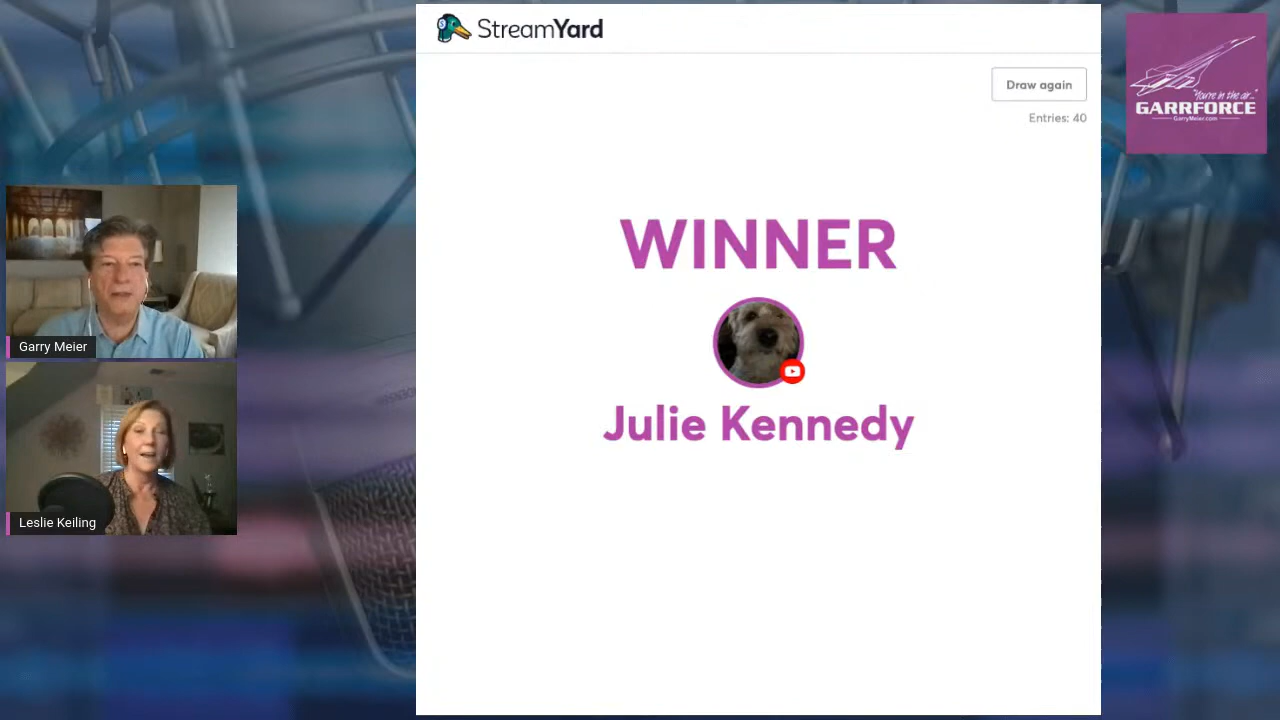 StreamYard
Draw again
Entries: 40
WINNER
Julie Kennedy
"You're in the air..."
GARRFORCE
GarryMeier.com
Garry Meier
Leslie Keiling